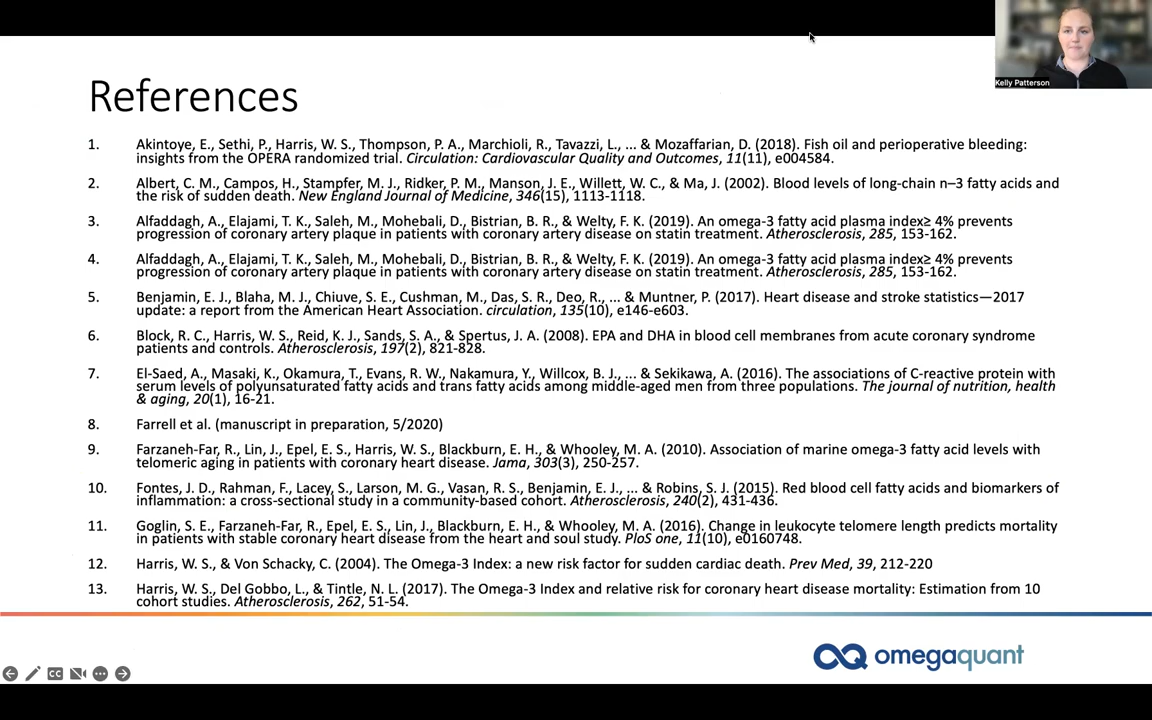 Kelly Patterson
References
1. Akintoye, E., Sethi, P., Harris, W. S., Thompson, P. A., Marchioli, R., Tavazzi, L., ... & Mozaffarian, D. (2018). Fish oil and perioperative bleeding:
insights from the OPERA randomized trial. Circulation: Cardiovascular Quality and Outcomes, 11(11), e004584.
2. Albert, C. M., Campos, H., Stampfer, M. J., Ridker, P. M., Manson, J. E., Willett, W. C., & Ma, J. (2002). Blood levels of long-chain n–3 fatty acids and
the risk of sudden death. New England Journal of Medicine, 346(15), 1113-1118.
3. Alfaddagh, A., Elajami, T. K., Saleh, M., Mohebali, D., Bistrian, B. R., & Welty, F. K. (2019). An omega-3 fatty acid plasma index≥ 4% prevents
progression of coronary artery plaque in patients with coronary artery disease on statin treatment. Atherosclerosis, 285, 153-162.
4. Alfaddagh, A., Elajami, T. K., Saleh, M., Mohebali, D., Bistrian, B. R., & Welty, F. K. (2019). An omega-3 fatty acid plasma index≥ 4% prevents
progression of coronary artery plaque in patients with coronary artery disease on statin treatment. Atherosclerosis, 285, 153-162.
5. Benjamin, E. J., Blaha, M. J., Chiuve, S. E., Cushman, M., Das, S. R., Deo, R., ... & Muntner, P. (2017). Heart disease and stroke statistics—2017
update: a report from the American Heart Association. circulation, 135(10), e146-e603.
6. Block, R. C., Harris, W. S., Reid, K. J., Sands, S. A., & Spertus, J. A. (2008). EPA and DHA in blood cell membranes from acute coronary syndrome
patients and controls. Atherosclerosis, 197(2), 821-828.
7. El-Saed, A., Masaki, K., Okamura, T., Evans, R. W., Nakamura, Y., Willcox, B. J., ... & Sekikawa, A. (2016). The associations of C-reactive protein with
serum levels of polyunsaturated fatty acids and trans fatty acids among middle-aged men from three populations. The journal of nutrition, health
& aging, 20(1), 16-21.
8. Farrell et al. (manuscript in preparation, 5/2020)
9. Farzaneh-Far, R., Lin, J., Epel, E. S., Harris, W. S., Blackburn, E. H., & Whooley, M. A. (2010). Association of marine omega-3 fatty acid levels with
telomeric aging in patients with coronary heart disease. Jama, 303(3), 250-257.
10. Fontes, J. D., Rahman, F., Lacey, S., Larson, M. G., Vasan, R. S., Benjamin, E. J., ... & Robins, S. J. (2015). Red blood cell fatty acids and biomarkers of
inflammation: a cross-sectional study in a community-based cohort. Atherosclerosis, 240(2), 431-436.
11. Goglin, S. E., Farzaneh-Far, R., Epel, E. S., Lin, J., Blackburn, E. H., & Whooley, M. A. (2016). Change in leukocyte telomere length predicts mortality
in patients with stable coronary heart disease from the heart and soul study. PloS one, 11(10), e0160748.
12. Harris, W. S., & Von Schacky, C. (2004). The Omega-3 Index: a new risk factor for sudden cardiac death. Prev Med, 39, 212-220
13. Harris, W. S., Del Gobbo, L., & Tintle, N. L. (2017). The Omega-3 Index and relative risk for coronary heart disease mortality: Estimation from 10
cohort studies. Atherosclerosis, 262, 51-54.
omegaquant
CC